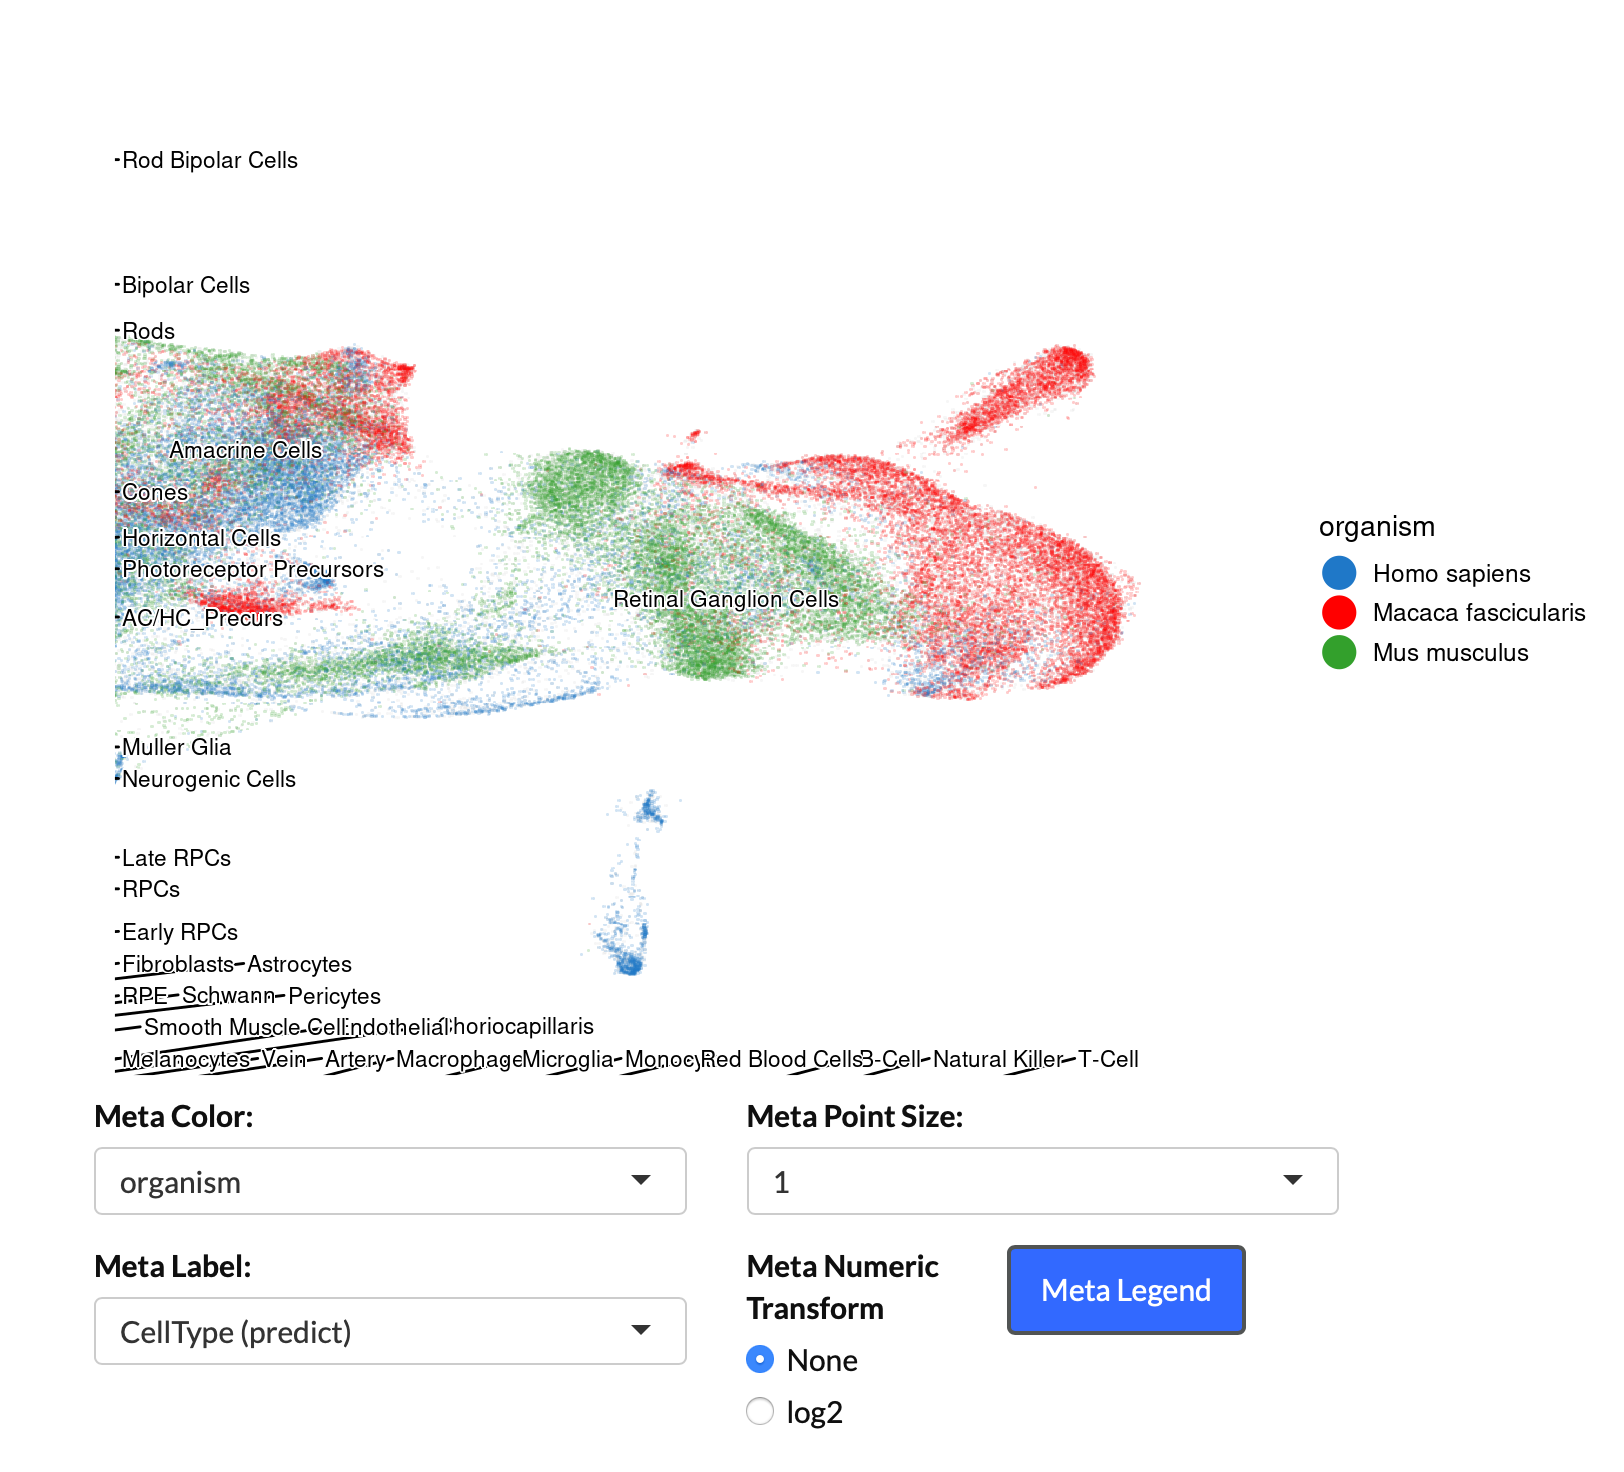 Rod Bipolar Cells
Bipolar Cells
Rods
Amacrine Cells
Cones
Horizontal Cells
Photoreceptor Precursors
AC/HC_Precurs
Retinal Ganglion Cells
organism
Homo sapiens
Macaca fascicularis
Mus musculus
Muller Glia
Neurogenic Cells
Late RPCs
RPCs
Early RPCs
Fibroblasts Astrocytes
RPE Schwann Pericytes
Smooth Muscle Cell
Melanocytes Vein Artery Macrophage Microglia Red Blood Cells B-Cell Natural Killer T-Cell
Meta Color:
organism
Meta Point Size:
1
Meta Label:
CellType (predict)
Meta Numeric
Transform
None
log2
Meta Legend